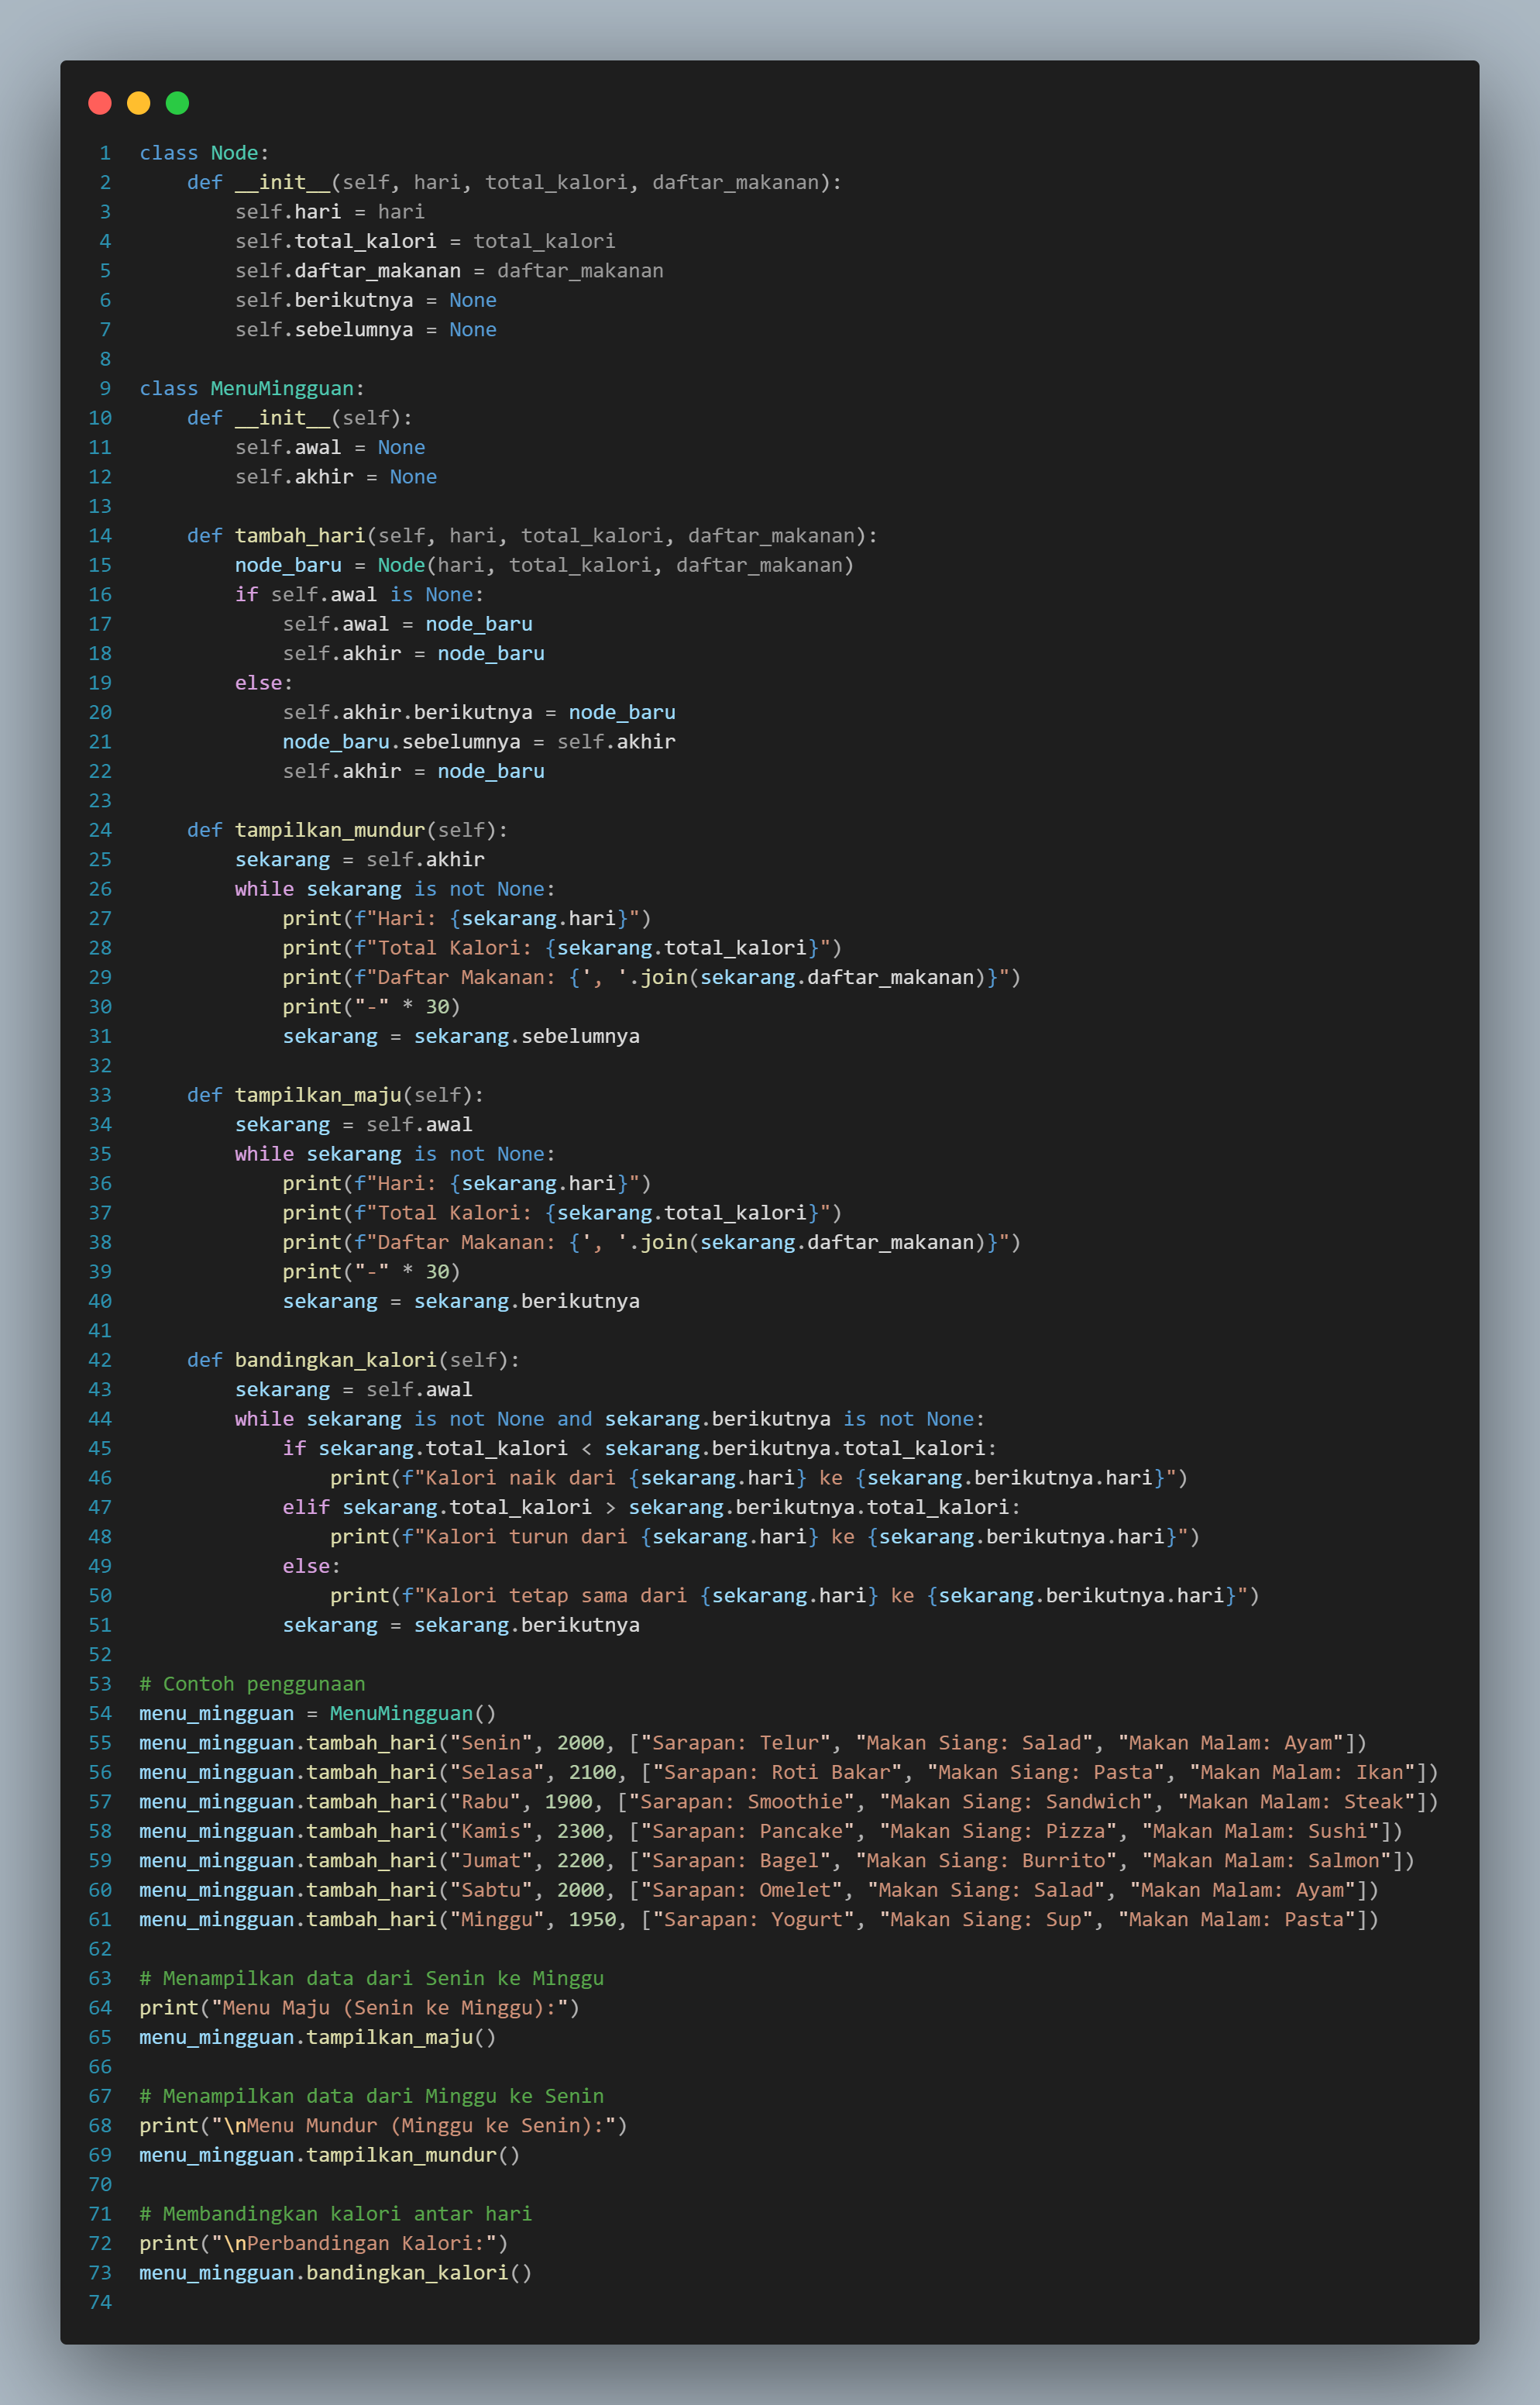 1 class Node:
2     def __init__(self, hari, total_kalori, daftar_makanan):
3         self.hari = hari
4         self.total_kalori = total_kalori
5         self.daftar_makanan = daftar_makanan
6         self.berikutnya = None
7         self.sebelumnya = None
8
9 class MenuMingguan:
10     def __init__(self):
11         self.awal = None
12         self.akhir = None
13
14     def tambah_hari(self, hari, total_kalori, daftar_makanan):
15         node_baru = Node(hari, total_kalori, daftar_makanan)
16         if self.awal is None:
17             self.awal = node_baru
18             self.akhir = node_baru
19         else:
20             self.akhir.berikutnya = node_baru
21             node_baru.sebelumnya = self.akhir
22             self.akhir = node_baru
23
24     def tampilkan_mundur(self):
25         sekarang = self.akhir
26         while sekarang is not None:
27             print(f"Hari: {sekarang.hari}")
28             print(f"Total Kalori: {sekarang.total_kalori}")
29             print(f"Daftar Makanan: {', '.join(sekarang.daftar_makanan)}")
30             print("-" * 30)
31             sekarang = sekarang.sebelumnya
32
33     def tampilkan_maju(self):
34         sekarang = self.awal
35         while sekarang is not None:
36             print(f"Hari: {sekarang.hari}")
37             print(f"Total Kalori: {sekarang.total_kalori}")
38             print(f"Daftar Makanan: {', '.join(sekarang.daftar_makanan)}")
39             print("-" * 30)
40             sekarang = sekarang.berikutnya
41
42     def bandingkan_kalori(self):
43         sekarang = self.awal
44         while sekarang is not None and sekarang.berikutnya is not None:
45             if sekarang.total_kalori < sekarang.berikutnya.total_kalori:
46                 print(f"Kalori naik dari {sekarang.hari} ke {sekarang.berikutnya.hari}")
47             elif sekarang.total_kalori > sekarang.berikutnya.total_kalori:
48                 print(f"Kalori turun dari {sekarang.hari} ke {sekarang.berikutnya.hari}")
49             else:
50                 print(f"Kalori tetap sama dari {sekarang.hari} ke {sekarang.berikutnya.hari}")
51             sekarang = sekarang.berikutnya
52
53 # Contoh penggunaan
54 menu_mingguan = MenuMingguan()
55 menu_mingguan.tambah_hari("Senin", 2000, ["Sarapan: Telur", "Makan Siang: Salad", "Makan Malam: Ayam"])
56 menu_mingguan.tambah_hari("Selasa", 2100, ["Sarapan: Roti Bakar", "Makan Siang: Pasta", "Makan Malam: Ikan"])
57 menu_mingguan.tambah_hari("Rabu", 1900, ["Sarapan: Smoothie", "Makan Siang: Sandwich", "Makan Malam: Steak"])
58 menu_mingguan.tambah_hari("Kamis", 2300, ["Sarapan: Pancake", "Makan Siang: Pizza", "Makan Malam: Sushi"])
59 menu_mingguan.tambah_hari("Jumat", 2200, ["Sarapan: Bagel", "Makan Siang: Burrito", "Makan Malam: Salmon"])
60 menu_mingguan.tambah_hari("Sabtu", 2000, ["Sarapan: Omelet", "Makan Siang: Salad", "Makan Malam: Ayam"])
61 menu_mingguan.tambah_hari("Minggu", 1950, ["Sarapan: Yogurt", "Makan Siang: Sup", "Makan Malam: Pasta"])
62
63 # Menampilkan data dari Senin ke Minggu
64 print("Menu Maju (Senin ke Minggu):")
65 menu_mingguan.tampilkan_maju()
66
67 # Menampilkan data dari Minggu ke Senin
68 print("\nMenu Mundur (Minggu ke Senin):")
69 menu_mingguan.tampilkan_mundur()
70
71 # Membandingkan kalori antar hari
72 print("\nPerbandingan Kalori:")
73 menu_mingguan.bandingkan_kalori()
74